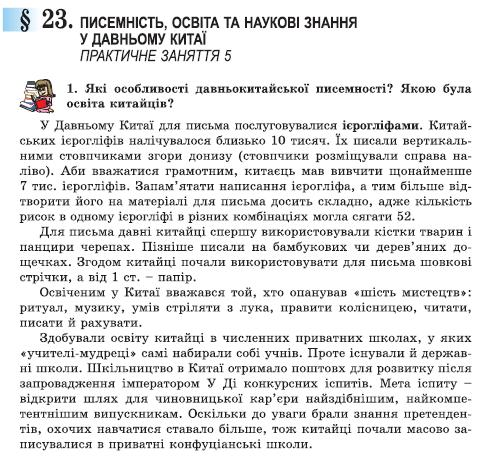 § 23. ПИСЕМНІСТЬ, ОСВІТА ТА НАУКОВІ ЗНАННЯ
У ДАВНЬОМУ КИТАЇ
ПРАКТИЧНЕ ЗАНЯТТЯ 5
1. Які особливості давньокитайської писемності? Якою була
освіта китайців?
У Давньому Китаї для письма послуговувалися ієрогліфами. Китай-
ських ієрогліфів налічувалося близько 10 тисяч. Їх писали вертикаль-
ними стовпчиками згори донизу (стовпчики розміщували справа на-
ліво). Аби вважатися грамотним, китаєць мав вивчити щонайменше
7 тис. ієрогліфів. Запам'ятати написання ієрогліфа, а тим більше від-
творити його на матеріалі для письма досить складно, адже кількість
рисок в одному ієрогліфі в різних комбінаціях могла сягати 52.
Для письма давні китайці спершу використовували кістки тварин і
панцири черепах. Пізніше писали на бамбукових чи дерев'яних до-
щечках. Згодом китайці почали використовувати для письма шовкові
стрічки, а від 1 ст. – папір.
Освіченим у Китаї вважався той, хто опанував «шість мистецтв»:
ритуал, музику, умів стріляти з лука, правити колісницею, читати,
писати й рахувати.
Здобували освіту китайці в численних приватних школах, у яких
«учителі-мудреці» самі набирали собі учнів. Проте існували й держав-
ні школи. Шкільництво в Китаї отримало поштовх для розвитку після
запровадження імператором У Ді конкурсних іспитів. Мета іспиту –
відкрити шлях для чиновницької кар'єри найздібнішим, найкомпе-
тентнішим випускникам. Оскільки до уваги брали знання претенден-
тів, охочих навчатися ставало більше, тож китайці почали масово за-
писувалися в приватні конфуціанські школи.